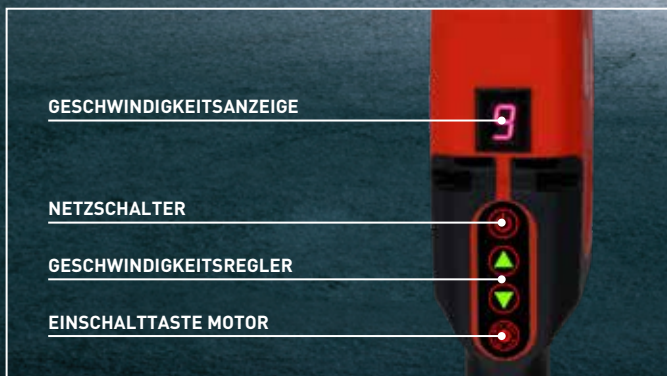 GESCHWINDIGKEITSANZEIGE
9
NETZSCHALTER
GESCHWINDIGKEITSREGLER
EINSCHALTTASTE MOTOR